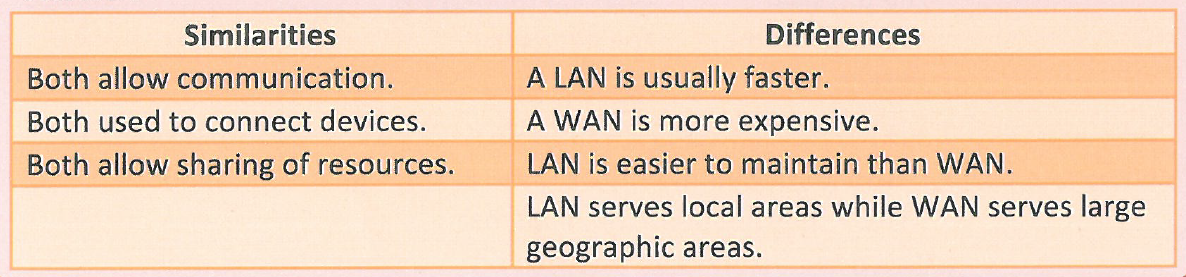 Similarities Differences
Both allow communication. A LAN is usually faster.
Both used to connect devices. A WAN is more expensive.
Both allow sharing of resources. LAN is easier to maintain than WAN.
LAN serves local areas while WAN serves large
geographic areas.